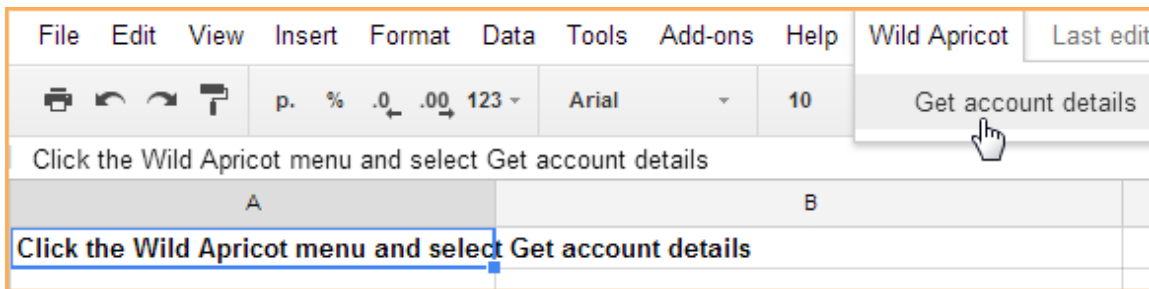 File Edit View Insert Format Data Tools Add-ons Help Wild Apricot Last edit
p. % .0 .00 123 Arial 10 Get account details
Click the Wild Apricot menu and select Get account details
A B
Click the Wild Apricot menu and select Get account details